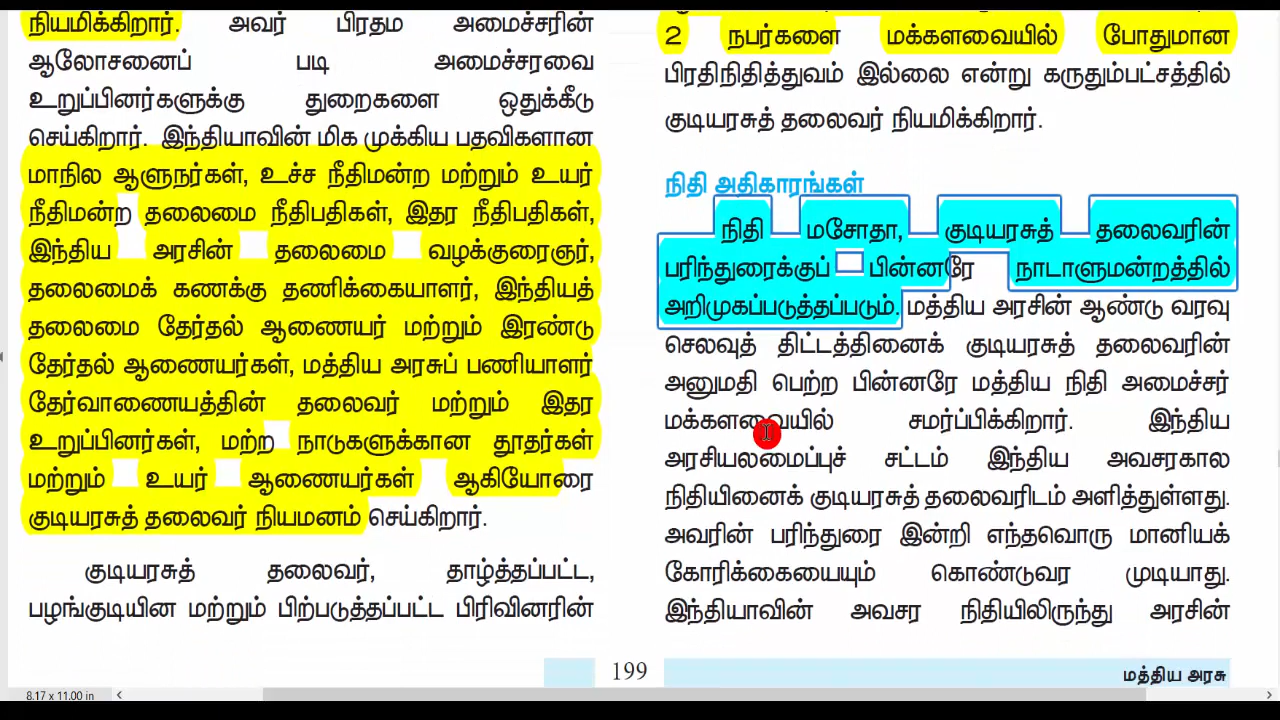 நியமிக்கிறார். அவர் பிரதம அமைச்சரின்
ஆலோசனைப் படி அமைச்சரவை
உறுப்பினர்களுக்கு துறைகளை ஒதுக்கீடு
செய்கிறார். இந்தியாவின் மிக முக்கிய பதவிகளான
மாநில ஆளுநர்கள், உச்ச நீதிமன்ற மற்றும் உயர்
நீதிமன்ற தலைமை நீதிபதிகள், இதர நீதிபதிகள்,
இந்திய அரசின் தலைமை வழக்குரைஞர்,
தலைமைக் கணக்கு தணிக்கையாளர், இந்தியத்
தலைமை தேர்தல் ஆணையர் மற்றும் இரண்டு
தேர்தல் ஆணையர்கள், மத்திய அரசுப் பணியாளர்
தேர்வாணையத்தின் தலைவர் மற்றும் இதர
உறுப்பினர்கள், மற்ற நாடுகளுக்கான தூதர்கள்
மற்றும் உயர் ஆணையர்கள் ஆகியோரை
குடியரசுத் தலைவர் நியமனம் செய்கிறார்.
குடியரசுத் தலைவர், தாழ்த்தப்பட்ட,
பழங்குடியின மற்றும் பிற்படுத்தப்பட்ட பிரிவினரின்
2 நபர்களை மக்களவையில் போதுமான
பிரதிநிதித்துவம் இல்லை என்று கருதும்பட்சத்தில்
குடியரசுத் தலைவர் நியமிக்கிறார்.
நிதி அதிகாரங்கள்
நிதி மசோதா, குடியரசுத் தலைவரின்
பரிந்துரைக்குப் பின்னரே நாடாளுமன்றத்தில்
அறிமுகப்படுத்தப்படும். மத்திய அரசின் ஆண்டு வரவு
செலவுத் திட்டத்தினைக் குடியரசுத் தலைவரின்
அனுமதி பெற்ற பின்னரே மத்திய நிதி அமைச்சர்
மக்களவையில் சமர்ப்பிக்கிறார். இந்திய
அரசியலமைப்புச் சட்டம் இந்திய அவசரகால
நிதியினைக் குடியரசுத் தலைவரிடம் அளித்துள்ளது.
அவரின் பரிந்துரை இன்றி எந்தவொரு மானியக்
கோரிக்கையையும் கொண்டுவர முடியாது.
இந்தியாவின் அவசர நிதியிலிருந்து அரசின்
199 மத்திய அரசு
8.17 x 11.00 in